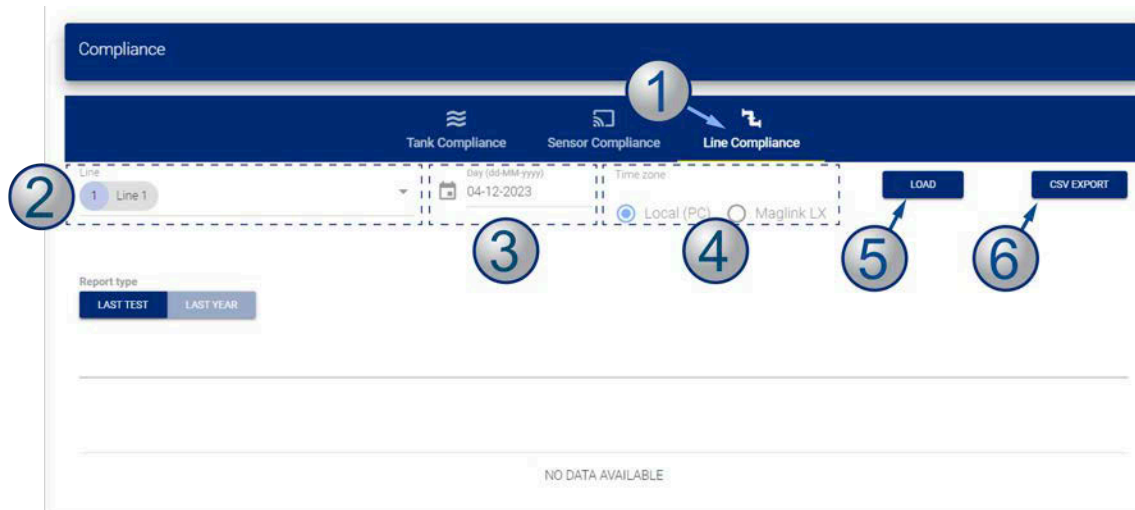 Compliance
1
Tank Compliance
Sensor Compliance
Line Compliance
2
Line
1 Line 1
Day (dd-MM-yyyy)
04-12-2023
3
Time zone
Local (PC) Maglink LX
4
LOAD
5
CSV EXPORT
6
Report type
LAST TEST LAST YEAR
NO DATA AVAILABLE